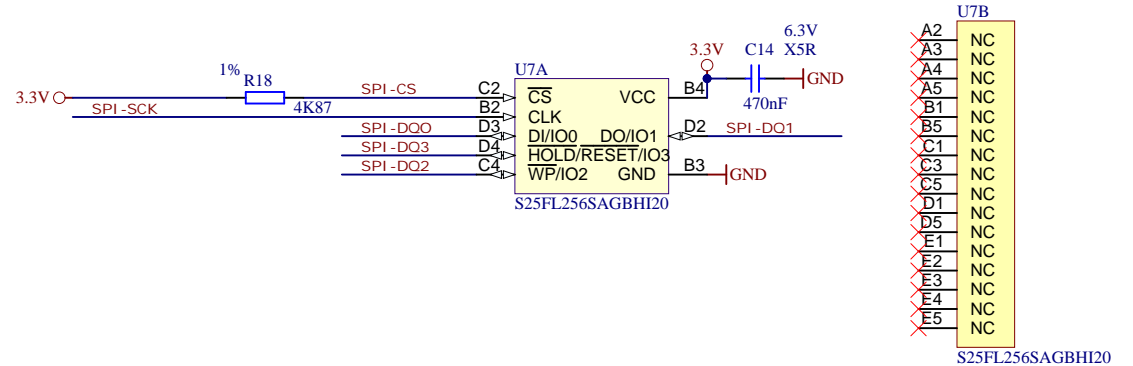 U7B
6.3V
3.3V C14 X5R
GND
470nF
1% R18
3.3V
4K87
SPI-CS
SPI-SCK
SPI-DQ0
SPI-DQ3
SPI-DQ2
U7A
C2 CS VCC B4
B2 CLK
D3 DI/IO0 DO/IO1 D2 SPI-DQ1
D4 HOLD/RESET/IO3
C4 WP/IO2 GND B3 GND
S25FL256SAGBHI20
A2 NC
A3 NC
A4 NC
A5 NC
B1 NC
B5 NC
C1 NC
C3 NC
C5 NC
D1 NC
D5 NC
E1 NC
E2 NC
E3 NC
E4 NC
E5 NC
S25FL256SAGBHI20